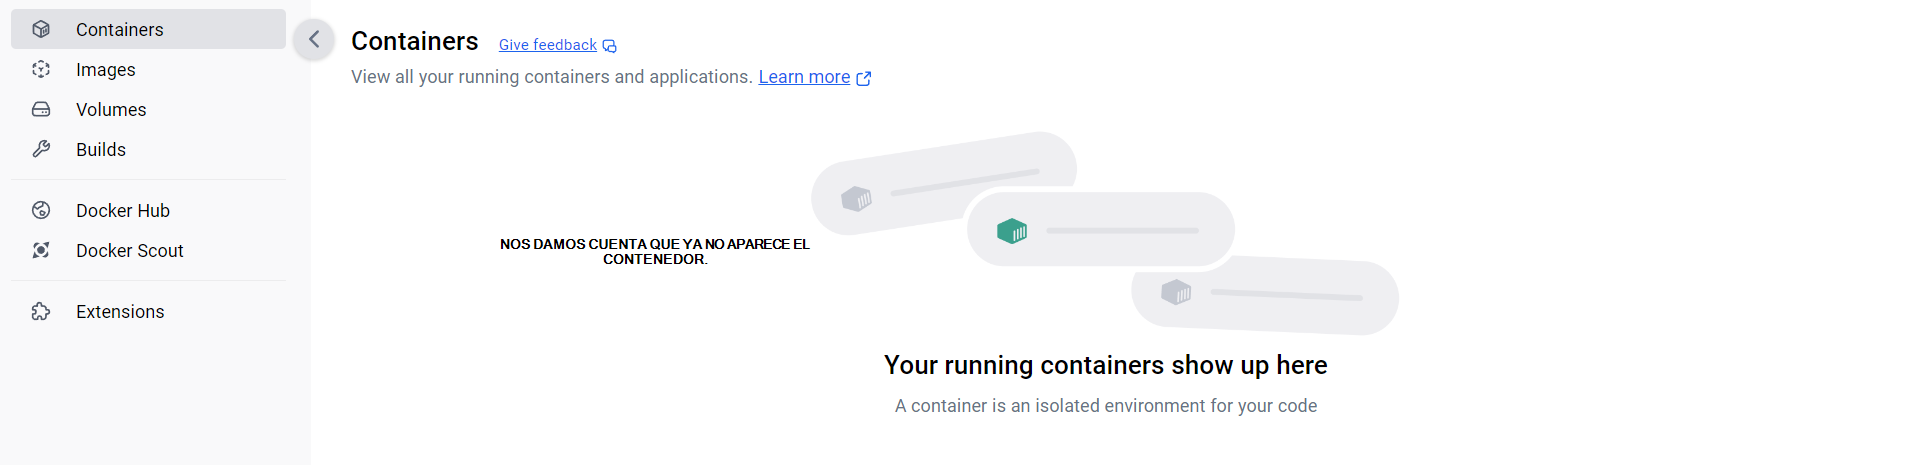 Containers
Images
Volumes
Builds
Docker Hub
Docker Scout
Extensions
Containers Give feedback
View all your running containers and applications. Learn more
NOS DAMOS CUENTA QUE YA NO APARECE EL
CONTENEDOR.
Your running containers show up here
A container is an isolated environment for your code